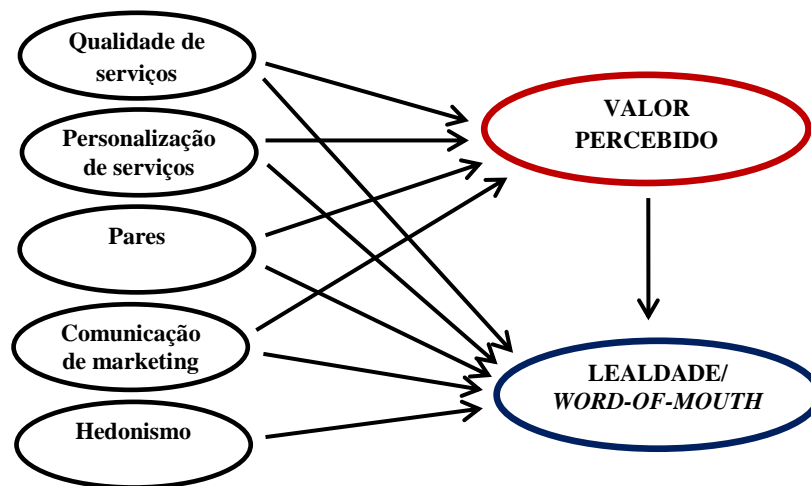 Qualidade de
serviços
Personalização
de serviços
Pares
Comunicação
de marketing
Hedonismo
VALOR
PERCEBIDO
LEALDADE/
WORD-OF-MOUTH